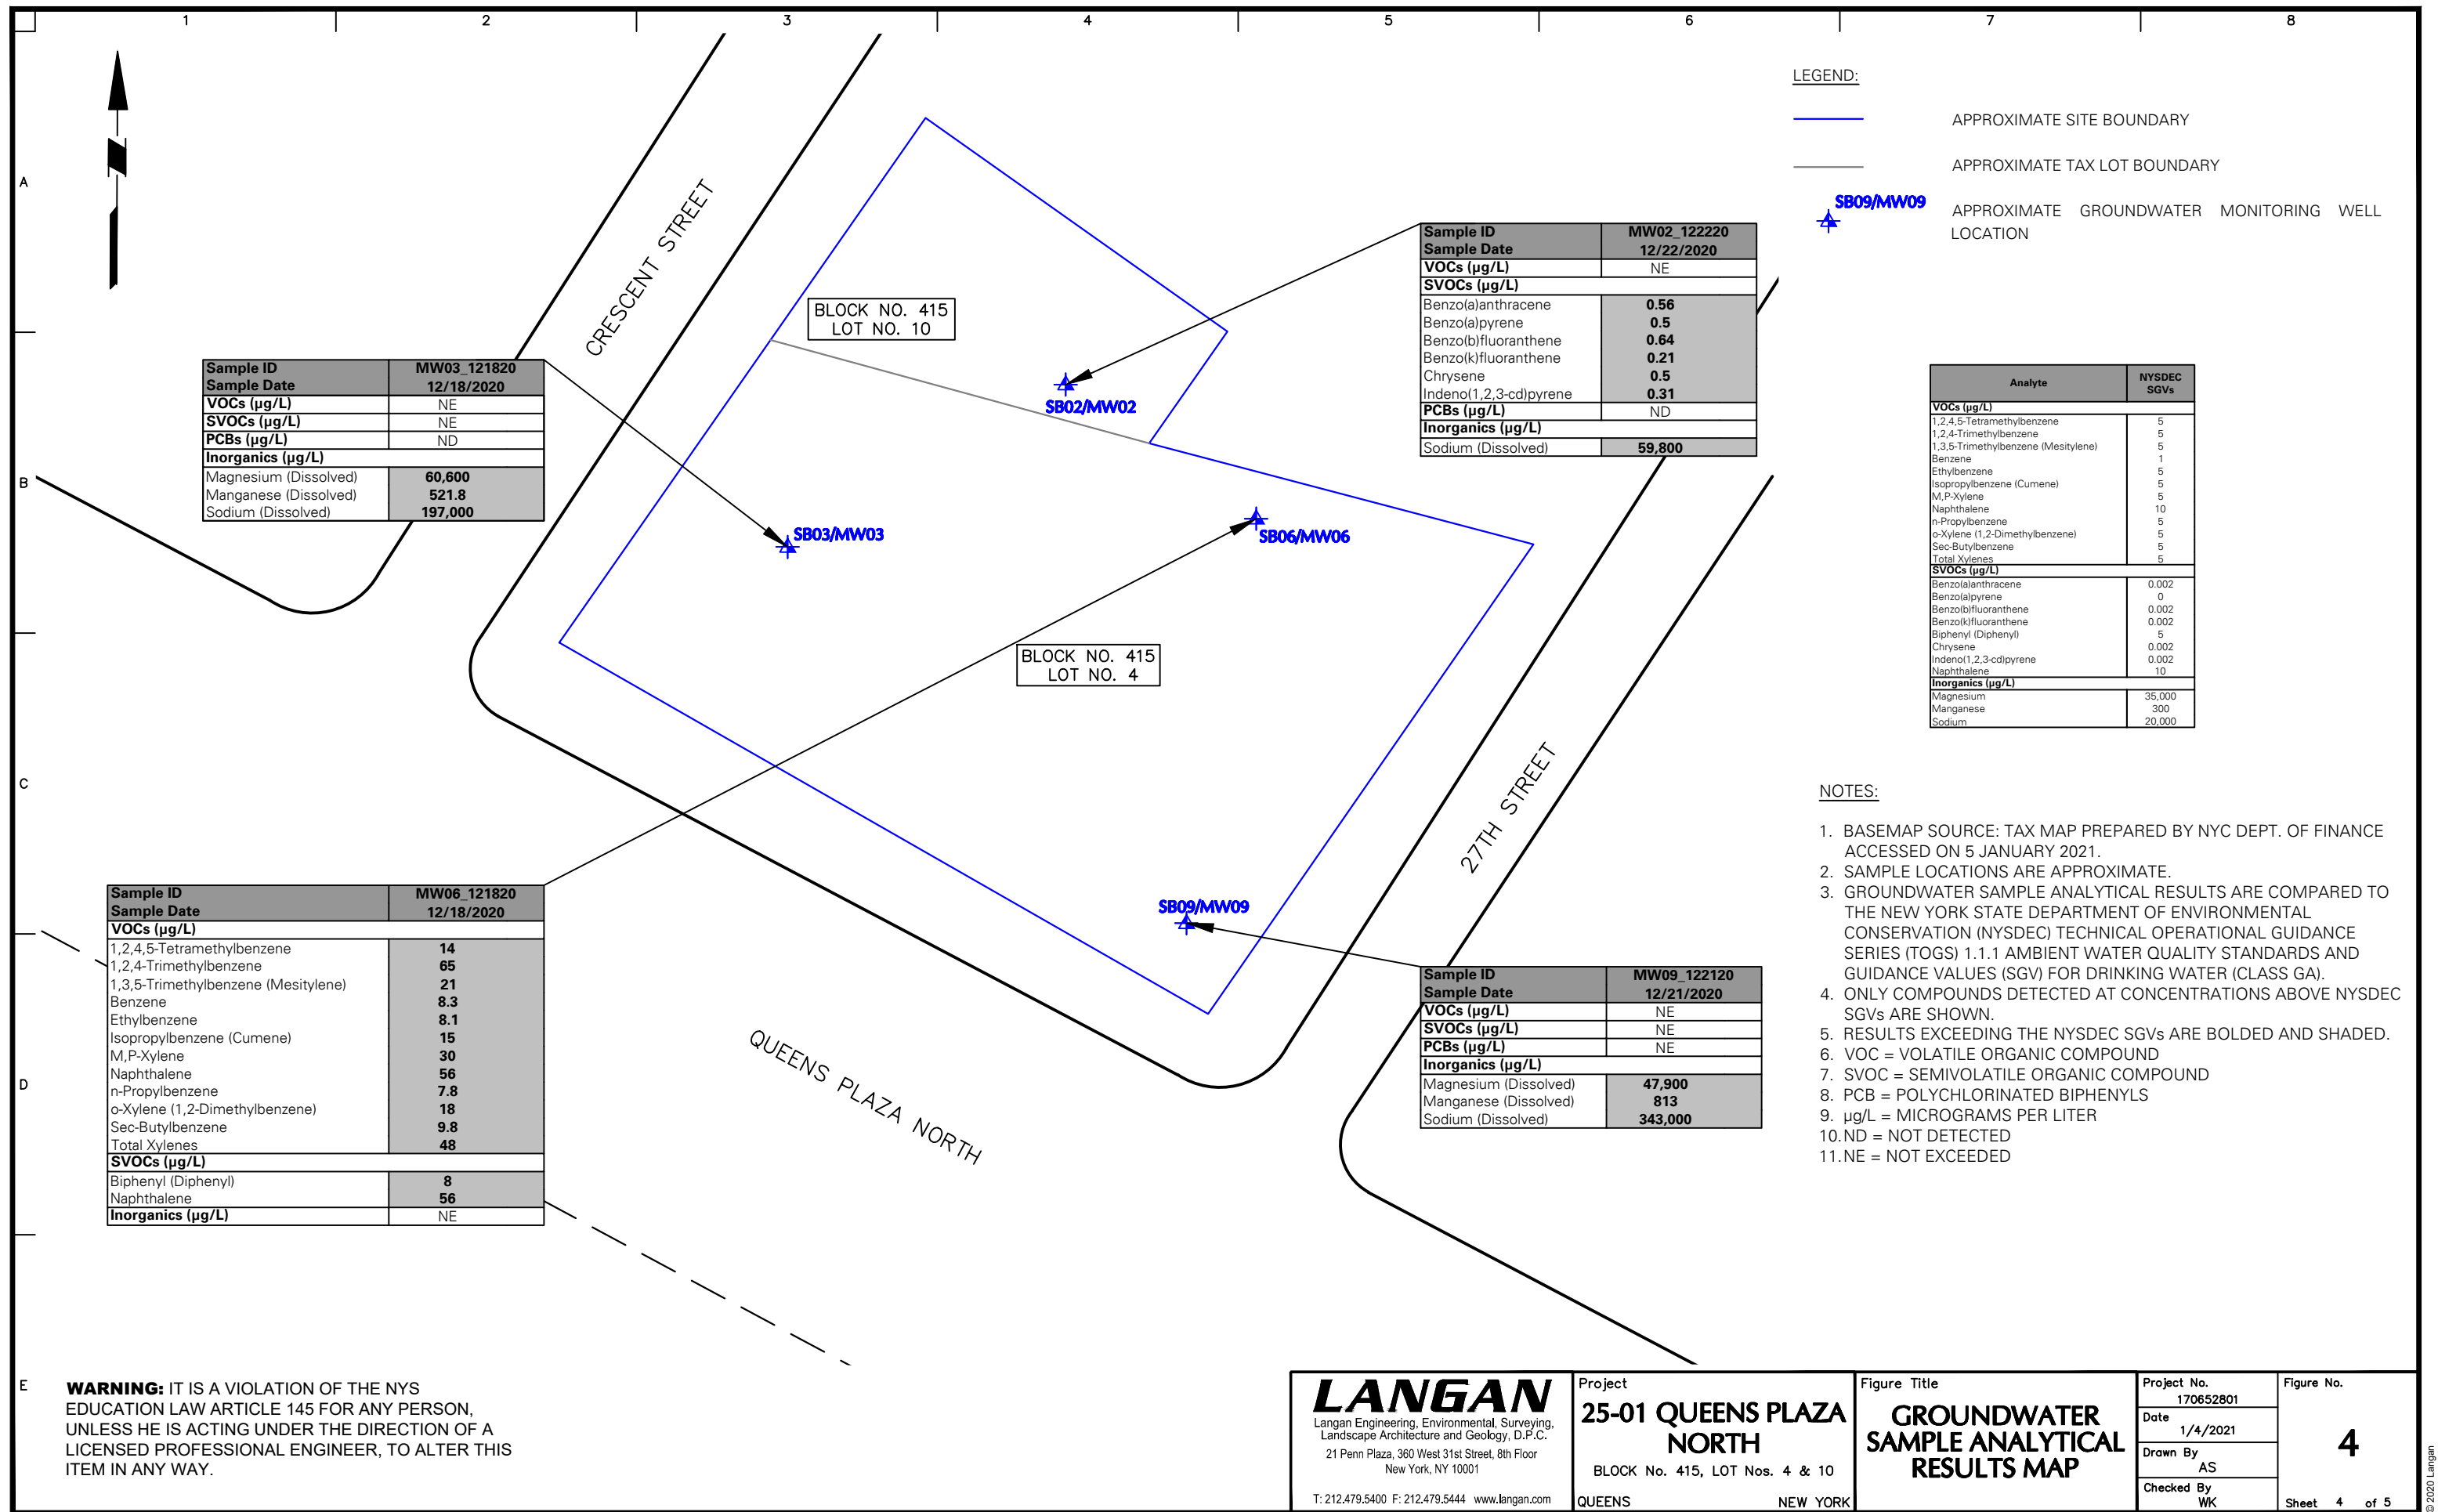 1 2 3 4 5 6 7 8
A
B
C
D
E
CRESCENT STREET
27TH STREET
QUEENS PLAZA NORTH
BLOCK NO. 415
LOT NO. 10
BLOCK NO. 415
LOT NO. 4
SB02/MW02
SB03/MW03
SB06/MW06
SB09/MW09
Sample ID MW03_121820
Sample Date 12/18/2020
VOCs (µg/L) NE
SVOCs (µg/L) NE
PCBs (µg/L) ND
Inorganics (µg/L)
Magnesium (Dissolved) 60,600
Manganese (Dissolved) 521.8
Sodium (Dissolved) 197,000
Sample ID MW02_122220
Sample Date 12/22/2020
VOCs (µg/L) NE
SVOCs (µg/L)
Benzo(a)anthracene 0.56
Benzo(a)pyrene 0.5
Benzo(b)fluoranthene 0.64
Benzo(k)fluoranthene 0.21
Chrysene 0.5
Indeno(1,2,3-cd)pyrene 0.31
PCBs (µg/L) ND
Inorganics (µg/L)
Sodium (Dissolved) 59,800
Sample ID MW06_121820
Sample Date 12/18/2020
VOCs (µg/L)
1,2,4,5-Tetramethylbenzene 14
1,2,4-Trimethylbenzene 65
1,3,5-Trimethylbenzene (Mesitylene) 21
Benzene 8.3
Ethylbenzene 8.1
Isopropylbenzene (Cumene) 15
M,P-Xylene 30
Naphthalene 56
n-Propylbenzene 7.8
o-Xylene (1,2-Dimethylbenzene) 18
Sec-Butylbenzene 9.8
Total Xylenes 48
SVOCs (µg/L)
Biphenyl (Diphenyl) 8
Naphthalene 56
Inorganics (µg/L) NE
Sample ID MW09_122120
Sample Date 12/21/2020
VOCs (µg/L) NE
SVOCs (µg/L) NE
PCBs (µg/L) NE
Inorganics (µg/L)
Magnesium (Dissolved) 47,900
Manganese (Dissolved) 813
Sodium (Dissolved) 343,000
LEGEND:
APPROXIMATE SITE BOUNDARY
APPROXIMATE TAX LOT BOUNDARY
SB09/MW09
APPROXIMATE GROUNDWATER MONITORING WELL
LOCATION
Analyte NYSDEC
SGVs
VOCs (µg/L)
1,2,4,5-Tetramethylbenzene 5
1,2,4-Trimethylbenzene 5
1,3,5-Trimethylbenzene (Mesitylene) 5
Benzene 1
Ethylbenzene 5
Isopropylbenzene (Cumene) 5
M,P-Xylene 5
Naphthalene 10
n-Propylbenzene 5
o-Xylene (1,2-Dimethylbenzene) 5
Sec-Butylbenzene 5
Total Xylenes 5
SVOCs (µg/L)
Benzo(a)anthracene 0.002
Benzo(a)pyrene 0
Benzo(b)fluoranthene 0.002
Benzo(k)fluoranthene 0.002
Biphenyl (Diphenyl) 5
Chrysene 0.002
Indeno(1,2,3-cd)pyrene 0.002
Naphthalene 10
Inorganics (µg/L)
Magnesium 35,000
Manganese 300
Sodium 20,000
NOTES:
1. BASEMAP SOURCE: TAX MAP PREPARED BY NYC DEPT. OF FINANCE
ACCESSED ON 5 JANUARY 2021.
2. SAMPLE LOCATIONS ARE APPROXIMATE.
3. GROUNDWATER SAMPLE ANALYTICAL RESULTS ARE COMPARED TO
THE NEW YORK STATE DEPARTMENT OF ENVIRONMENTAL
CONSERVATION (NYSDEC) TECHNICAL OPERATIONAL GUIDANCE
SERIES (TOGS) 1.1.1 AMBIENT WATER QUALITY STANDARDS AND
GUIDANCE VALUES (SGV) FOR DRINKING WATER (CLASS GA).
4. ONLY COMPOUNDS DETECTED AT CONCENTRATIONS ABOVE NYSDEC
SGVs ARE SHOWN.
5. RESULTS EXCEEDING THE NYSDEC SGVs ARE BOLDED AND SHADED.
6. VOC = VOLATILE ORGANIC COMPOUND
7. SVOC = SEMIVOLATILE ORGANIC COMPOUND
8. PCB = POLYCHLORINATED BIPHENYLS
9. µg/L = MICROGRAMS PER LITER
10. ND = NOT DETECTED
11. NE = NOT EXCEEDED
WARNING: IT IS A VIOLATION OF THE NYS
EDUCATION LAW ARTICLE 145 FOR ANY PERSON,
UNLESS HE IS ACTING UNDER THE DIRECTION OF A
LICENSED PROFESSIONAL ENGINEER, TO ALTER THIS
ITEM IN ANY WAY.
LANGAN
Langan Engineering, Environmental, Surveying,
Landscape Architecture and Geology, D.P.C.
21 Penn Plaza, 360 West 31st Street, 8th Floor
New York, NY 10001
T: 212.479.5400 F: 212.479.5444 www.langan.com
Project
25-01 QUEENS PLAZA
NORTH
BLOCK No. 415, LOT Nos. 4 & 10
QUEENS NEW YORK
Figure Title
GROUNDWATER
SAMPLE ANALYTICAL
RESULTS MAP
Project No.
170652801
Date
1/4/2021
Drawn By
AS
Checked By
WK
Figure No.
4
Sheet 4 of 5
© 2020 Langan